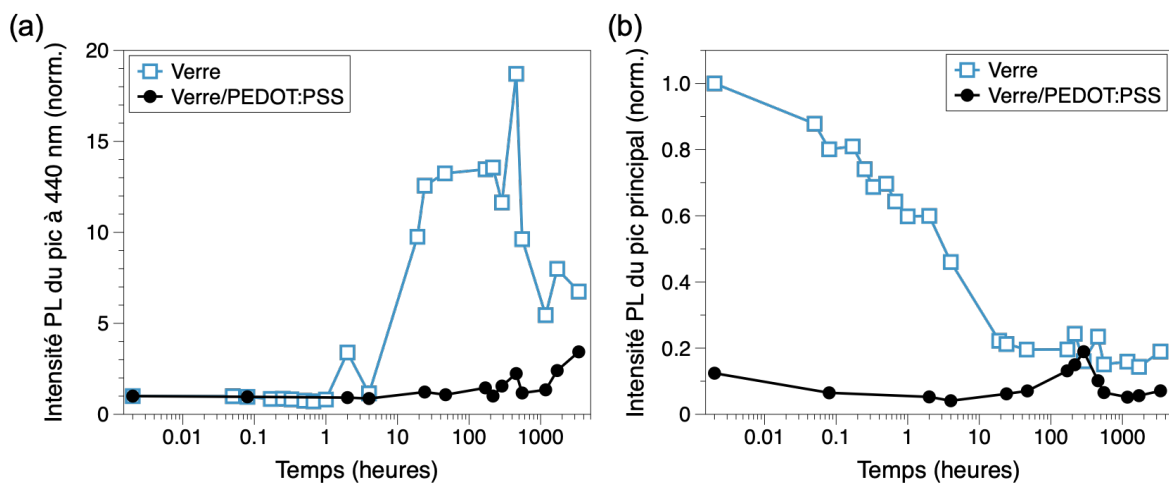 (a)
Intensité PL du pic à 440 nm (norm.)
20
15
10
5
0
Verre
Verre/PEDOT:PSS
0.01 0.1 1 10 100 1000
Temps (heures)
(b)
Intensité PL du pic principal (norm.)
1.0
0.8
0.6
0.4
0.2
0
Verre
Verre/PEDOT:PSS
0.01 0.1 1 10 100 1000
Temps (heures)